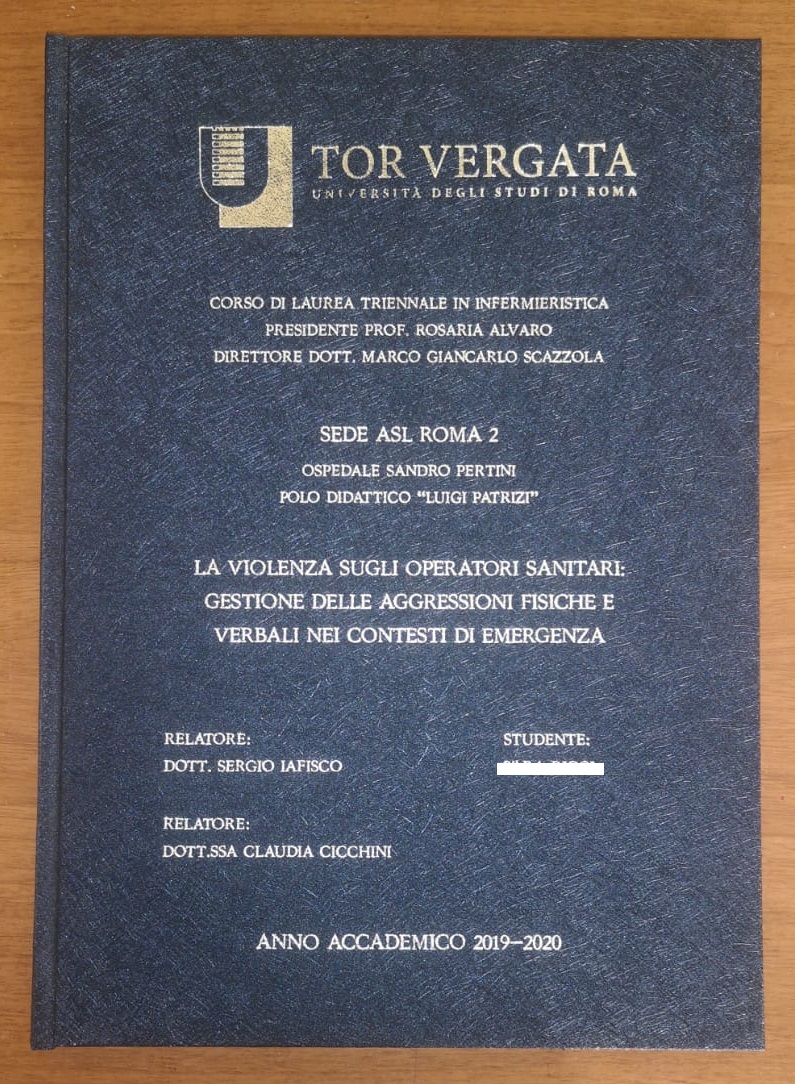 TOR VERGATA
UNIVERSITÀ DEGLI STUDI DI ROMA
CORSO DI LAUREA TRIENNALE IN INFERMIERISTICA
PRESIDENTE PROF. ROSARIA ALVARO
DIRETTORE DOTT. MARCO GIANCARLO SCAZZOLA
SEDE ASL ROMA 2
OSPEDALE SANDRO PERTINI
POLO DIDATTICO “LUIGI PATRIZI”
LA VIOLENZA SUGLI OPERATORI SANITARI:
GESTIONE DELLE AGGRESSIONI FISICHE E
VERBALI NEI CONTESTI DI EMERGENZA
RELATORE:
DOTT. SERGIO IAFISCO
STUDENTE:
RELATORE:
DOTT.SSA CLAUDIA CICCHINI
ANNO ACCADEMICO 2019–2020